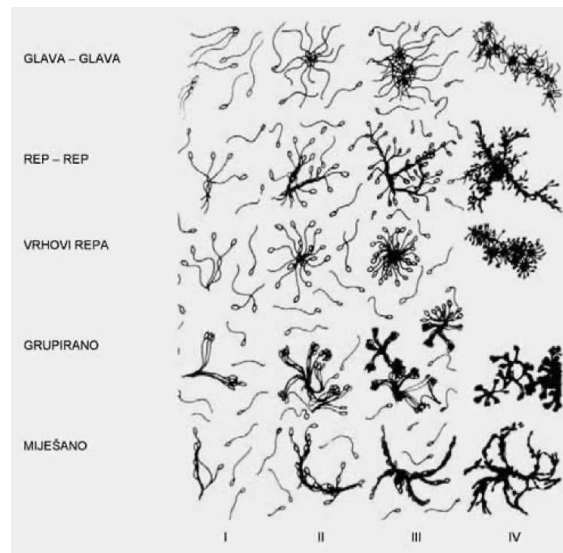 GLAVA – GLAVA
REP – REP
VRHOVI REPA
GRUPIRANO
MIJEŠANO
I II III IV